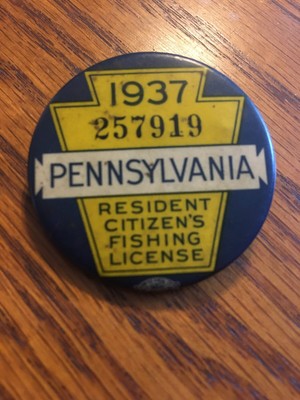 1937
257919
PENNSYLVANIA
RESIDENT
CITIZEN'S
FISHING
LICENSE